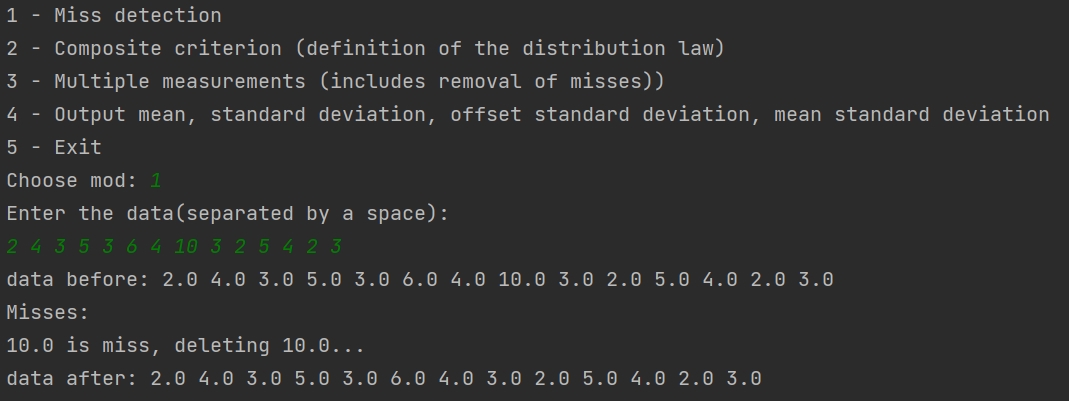 1 - Miss detection
2 - Composite criterion (definition of the distribution law)
3 - Multiple measurements (includes removal of misses))
4 - Output mean, standard deviation, offset standard deviation, mean standard deviation
5 - Exit
Choose mod: 1
Enter the data(separated by a space):
2 4 3 5 3 6 4 10 3 2 5 4 2 3
data before: 2.0 4.0 3.0 5.0 3.0 6.0 4.0 10.0 3.0 2.0 5.0 4.0 2.0 3.0
Misses:
10.0 is miss, deleting 10.0...
data after: 2.0 4.0 3.0 5.0 3.0 6.0 4.0 3.0 2.0 5.0 4.0 2.0 3.0